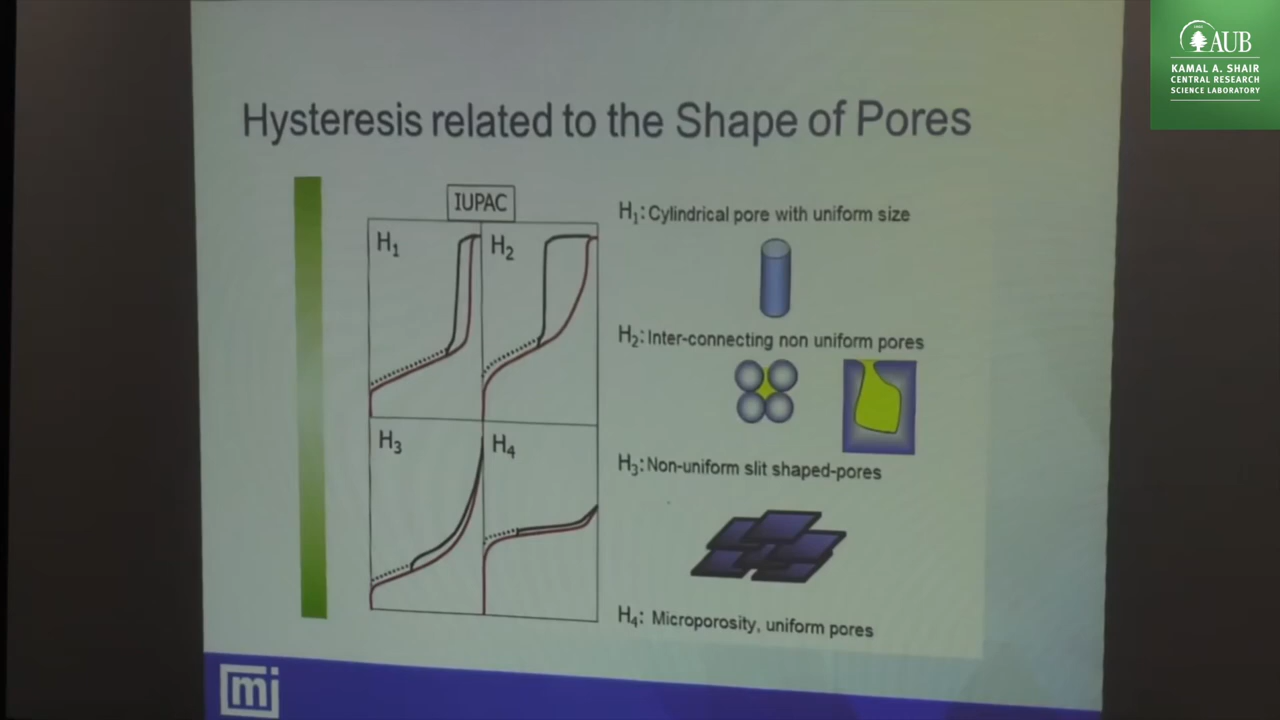 AUB
KAMAL A. SHAIR
CENTRAL RESEARCH
SCIENCE LABORATORY
Hysteresis related to the Shape of Pores
IUPAC
H₁
H₂
H₃
H₄
H₁: Cylindrical pore with uniform size
H₂: Inter-connecting non uniform pores
H₃: Non-uniform slit shaped-pores
H₄: Microporosity, uniform pores
mi